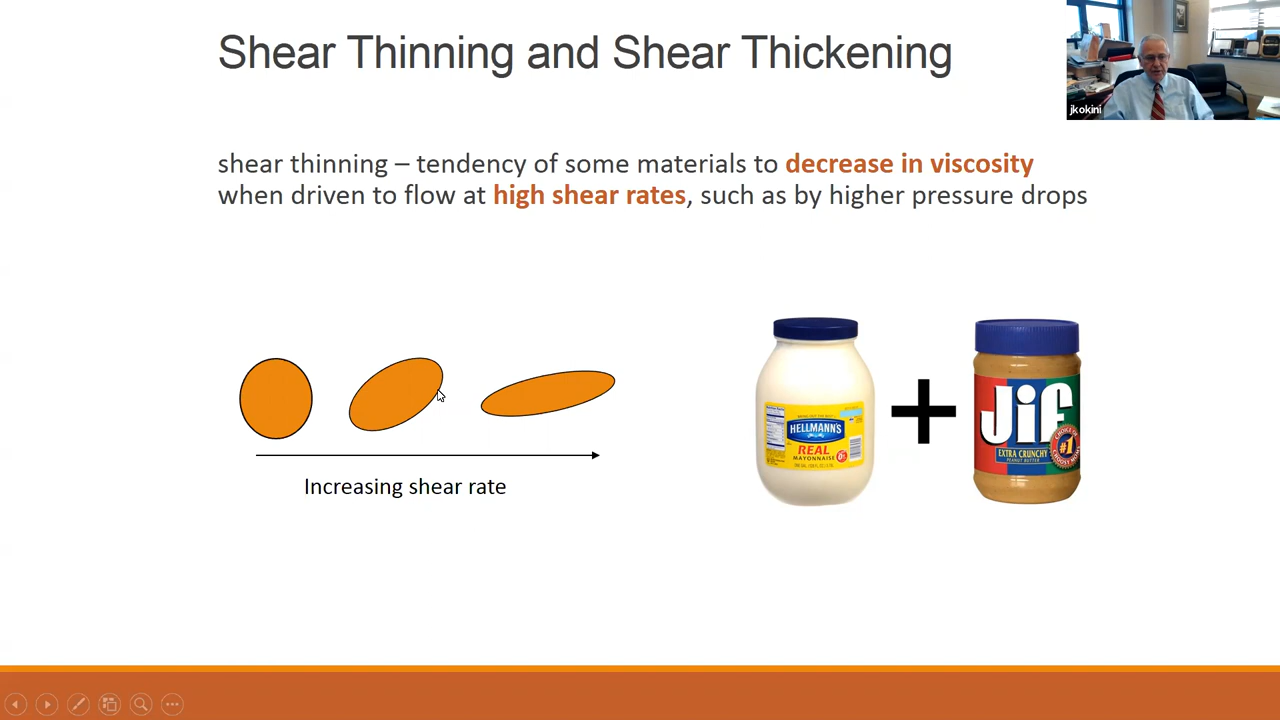 Shear Thinning and Shear Thickening
jkokini
shear thinning – tendency of some materials to decrease in viscosity
when driven to flow at high shear rates, such as by higher pressure drops
Increasing shear rate
HELLMANN'S
REAL
MAYONNAISE
+
Jif
EXTRA CRUNCHY
PEANUT BUTTER
#1